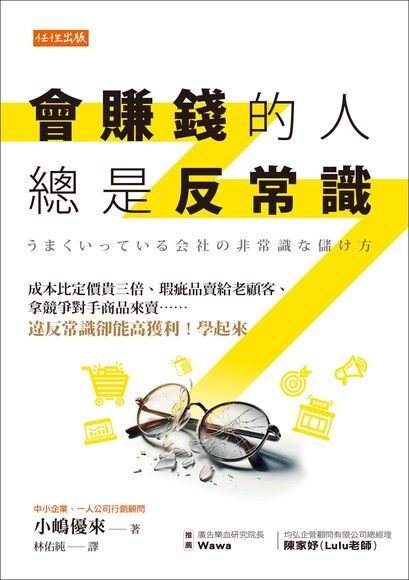 任性出版
會賺錢的人
總是反常識
うまくいっている会社の非常識な儲け方
成本比定價貴三倍、瑕疵品賣給老顧客、
拿競爭對手商品來賣……
違反常識卻能高獲利！學起來
SHOP
中小企業、一人公司行銷顧問
小嶋優來——著
林佑純——譯
推薦
廣告樂血研究院長
Wawa
均弘企管顧問有限公司總經理
陳家妤（Lulu老師）